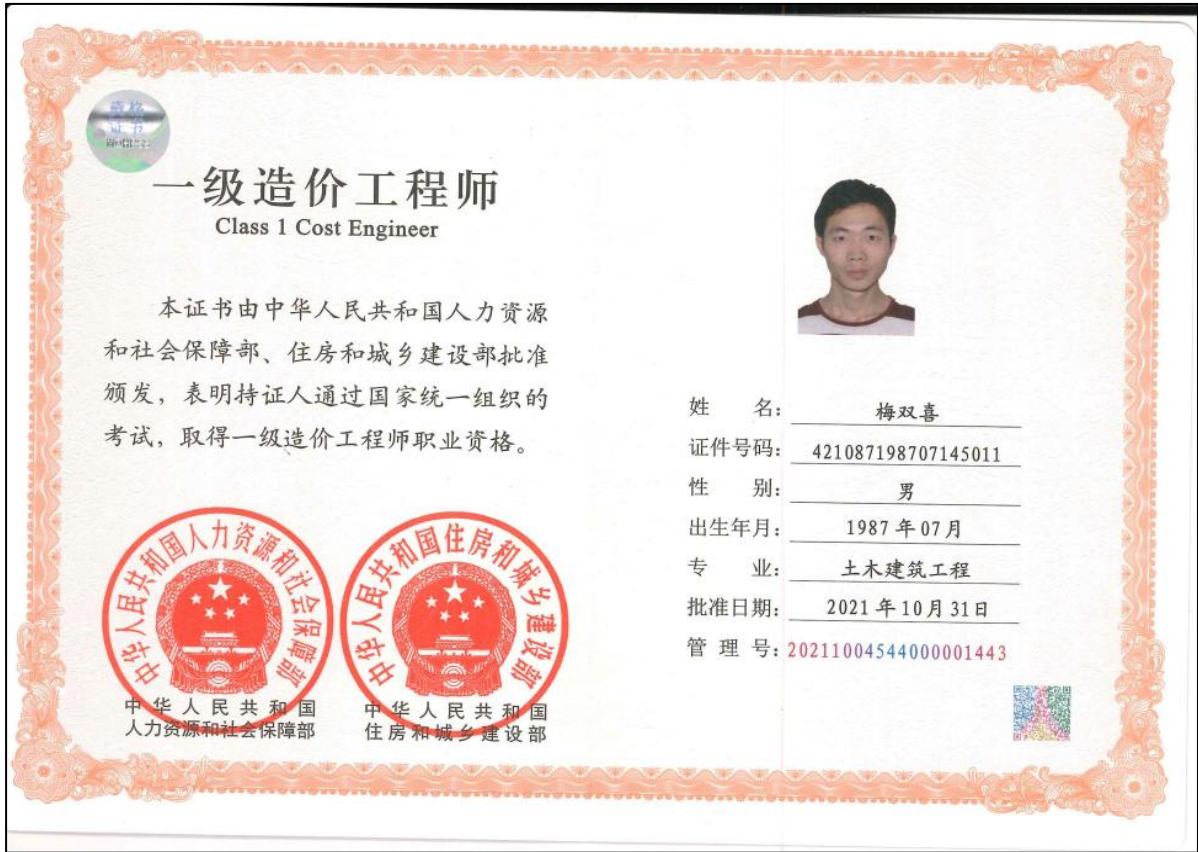 资格
证书
一级造价工程师
Class 1 Cost Engineer
本证书由中华人民共和国人力资源
和社会保障部、住房和城乡建设部批准
颁发，表明持证人通过国家统一组织的
考试，取得一级造价工程师职业资格。
中华人民共和国人力资源和社会保障部
中华人民共和国
人力资源和社会保障部
中华人民共和国住房和城乡建设部
中华人民共和国
住房和城乡建设部
姓 名：梅双喜
证件号码：421087198707145011
性 别：男
出生年月：1987年07月
专 业：土木建筑工程
批准日期：2021年10月31日
管 理 号：20211004544000001443